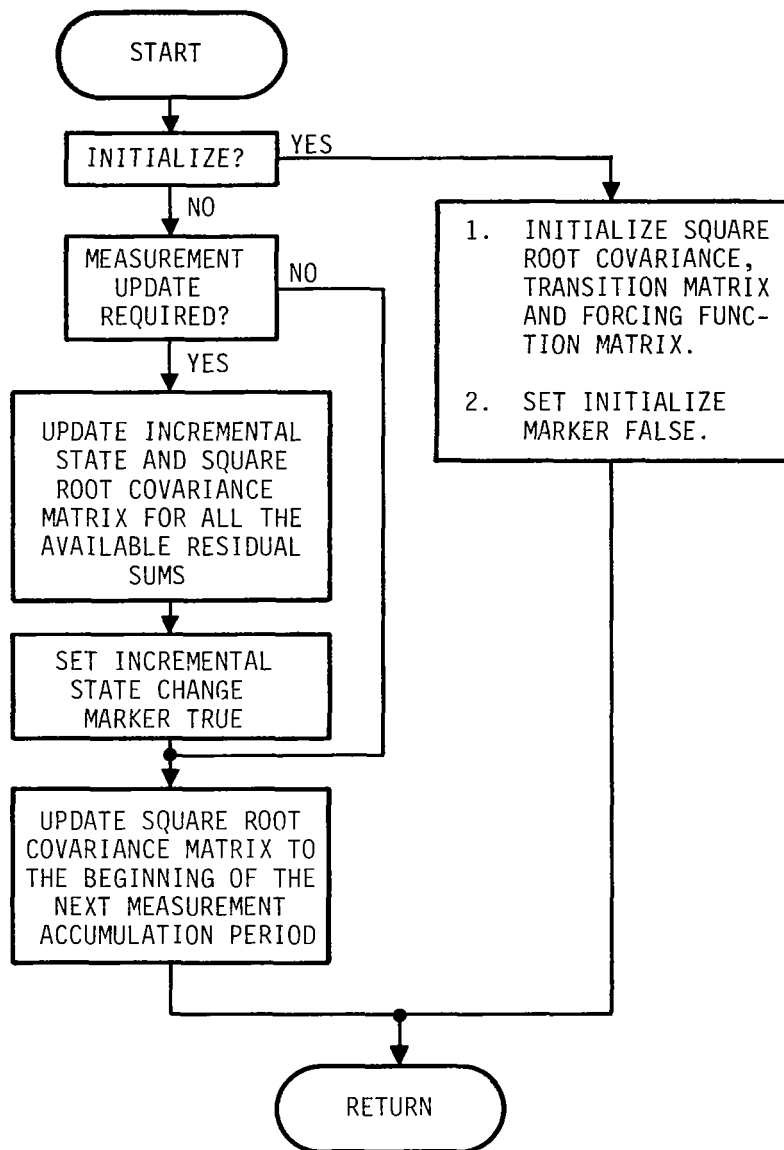 START
INITIALIZE?
YES
NO
MEASUREMENT
UPDATE
REQUIRED?
NO
YES
1. INITIALIZE SQUARE
ROOT COVARIANCE,
TRANSITION MATRIX
AND FORCING FUNC-
TION MATRIX.
2. SET INITIALIZE
MARKER FALSE.
UPDATE INCREMENTAL
STATE AND SQUARE
ROOT COVARIANCE
MATRIX FOR ALL THE
AVAILABLE RESIDUAL
SUMS
SET INCREMENTAL
STATE CHANGE
MARKER TRUE
UPDATE SQUARE ROOT
COVARIANCE MATRIX TO
THE BEGINNING OF THE
NEXT MEASUREMENT
ACCUMULATION PERIOD
RETURN